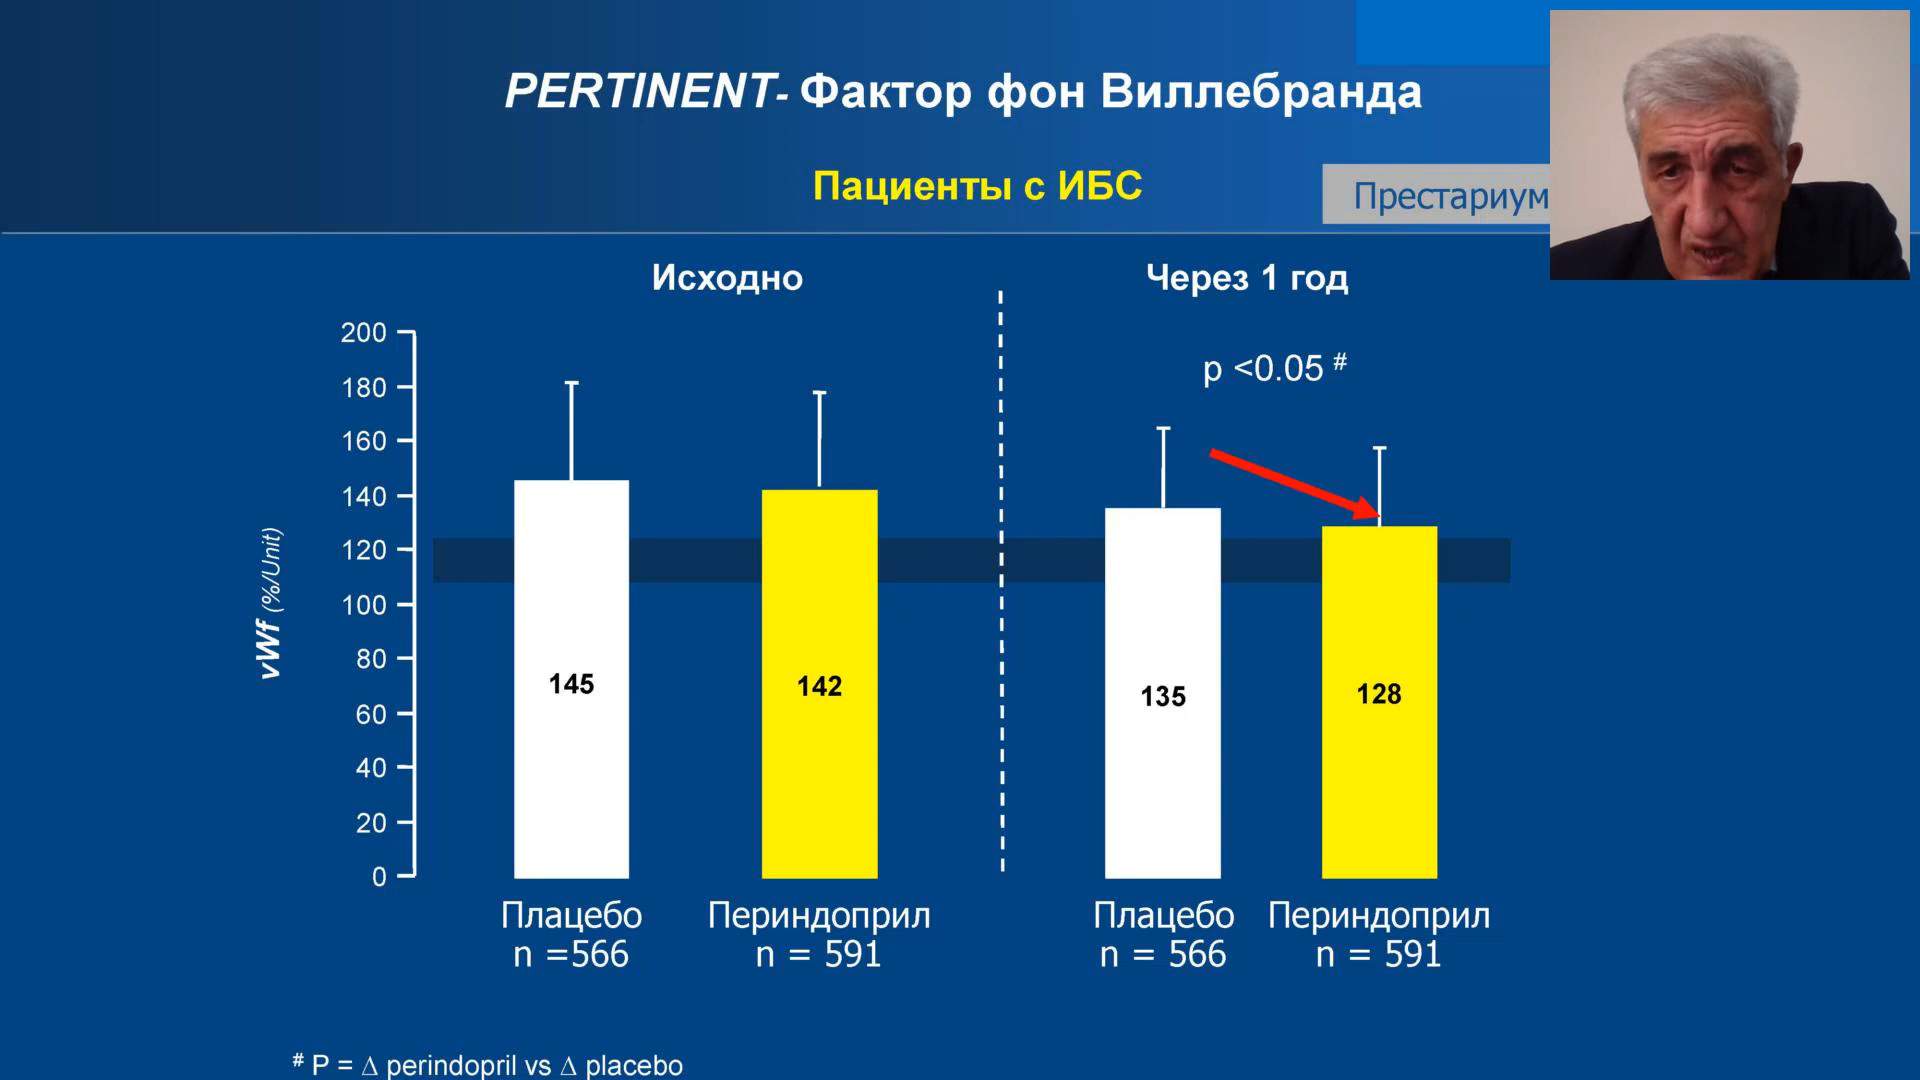 PERTINENT- Фактор фон Виллебранда
Пациенты с ИБС
Престариум
Исходно
Через 1 год
p <0.05 #
200
180
160
140
120
100
80
60
40
20
0
vWf (%/Unit)
145
142
135
128
Плацебо
n =566
Периндоприл
n = 591
Плацебо
n = 566
Периндоприл
n = 591
# P = Δ perindopril vs Δ placebo